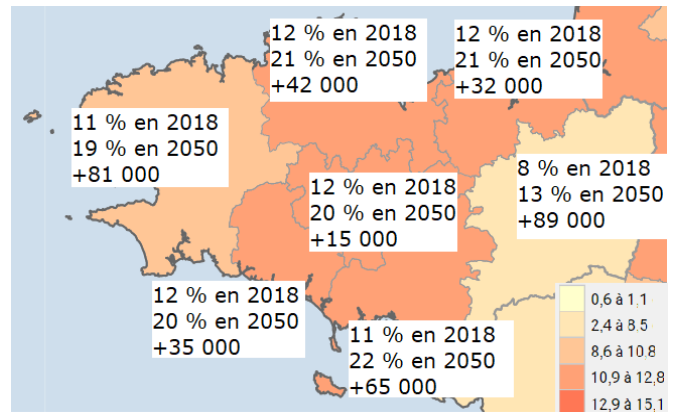 12 % en 2018
21 % en 2050
+42 000
12 % en 2018
21 % en 2050
+32 000
11 % en 2018
19 % en 2050
+81 000
12 % en 2018
20 % en 2050
+15 000
8 % en 2018
13 % en 2050
+89 000
12 % en 2018
20 % en 2050
+35 000
11 % en 2018
22 % en 2050
+65 000
0,6 à 1,1
2,4 à 8.5
8,6 à 10,8
10,9 à 12,8
12,9 à 15,1